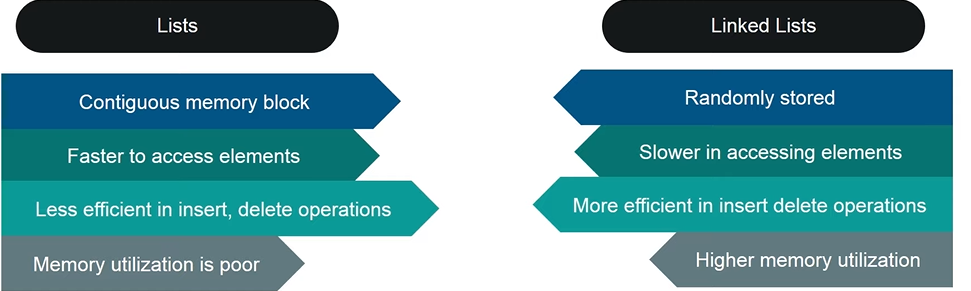 Lists
Contiguous memory block
Faster to access elements
Less efficient in insert, delete operations
Memory utilization is poor
Linked Lists
Randomly stored
Slower in accessing elements
More efficient in insert delete operations
Higher memory utilization